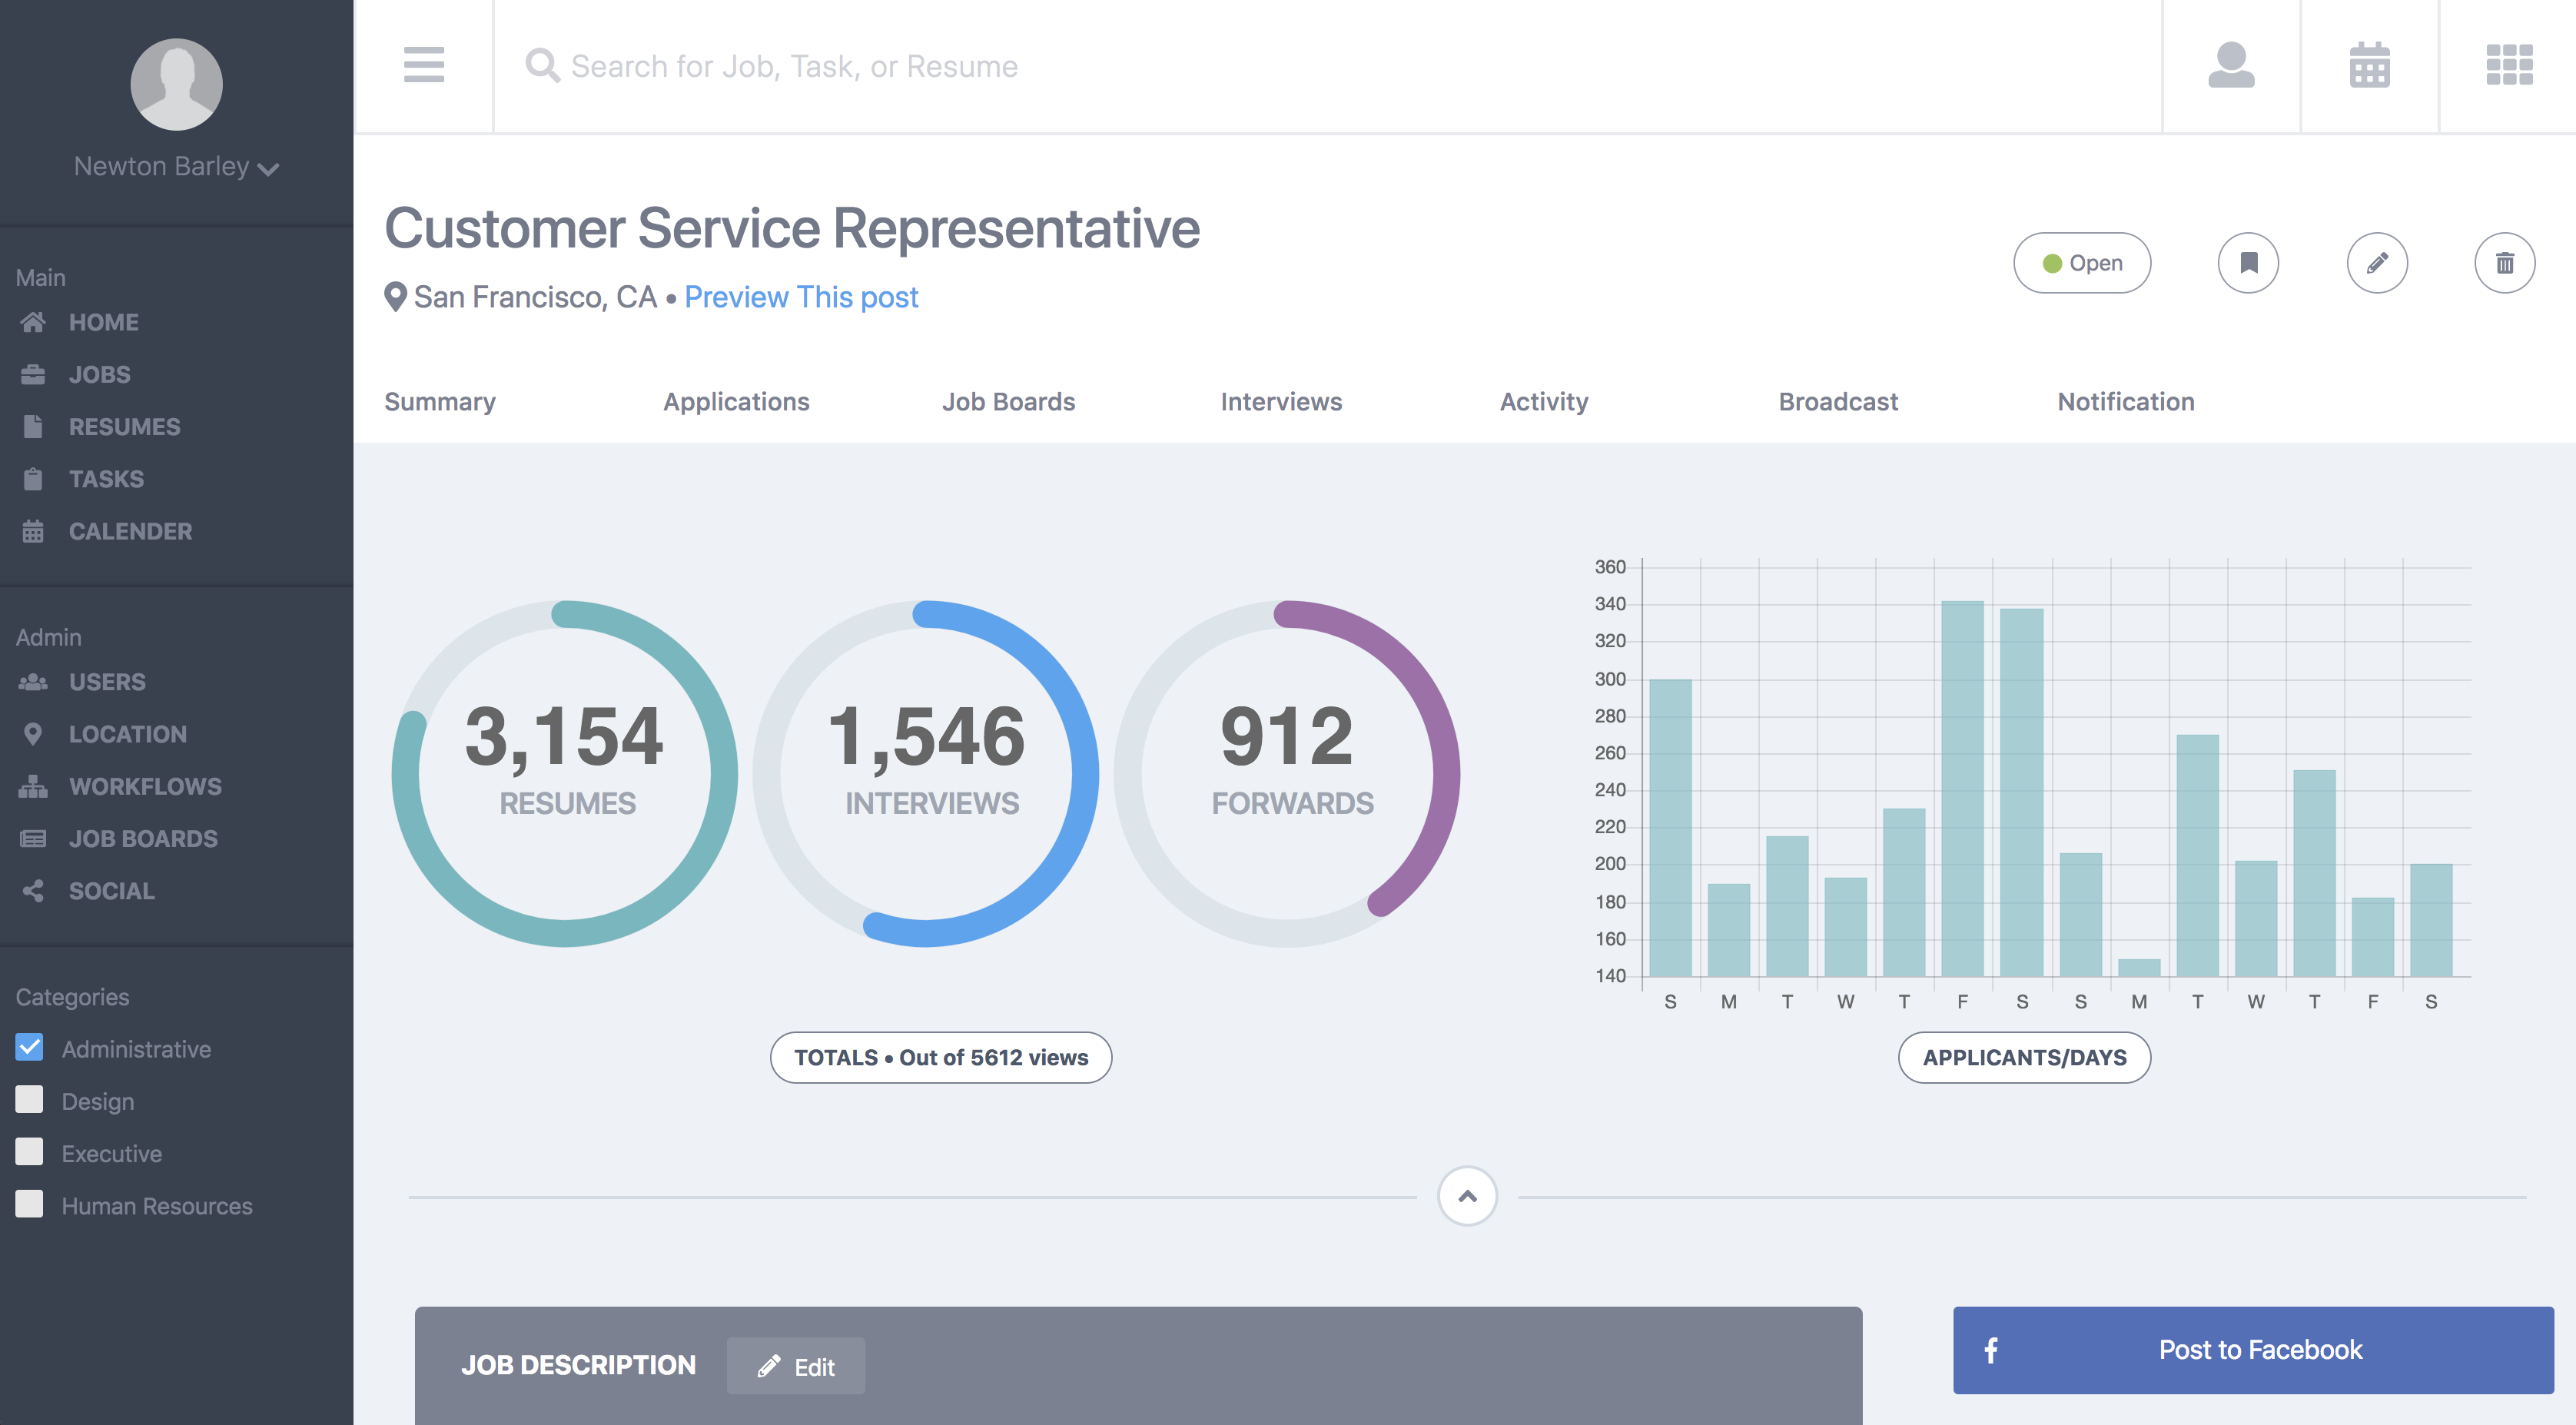 Newton Barley
Main
HOME
JOBS
RESUMES
TASKS
CALENDER
Admin
USERS
LOCATION
WORKFLOWS
JOB BOARDS
SOCIAL
Categories
Administrative
Design
Executive
Human Resources
Search for Job, Task, or Resume
Customer Service Representative
San Francisco, CA • Preview This post
Open
Summary Applications Job Boards Interviews Activity Broadcast Notification
3,154
RESUMES
1,546
INTERVIEWS
912
FORWARDS
TOTALS • Out of 5612 views
360
340
320
300
280
260
240
220
200
180
160
140
S M T W T F S S M T W T F S
APPLICANTS/DAYS
JOB DESCRIPTION Edit
Post to Facebook